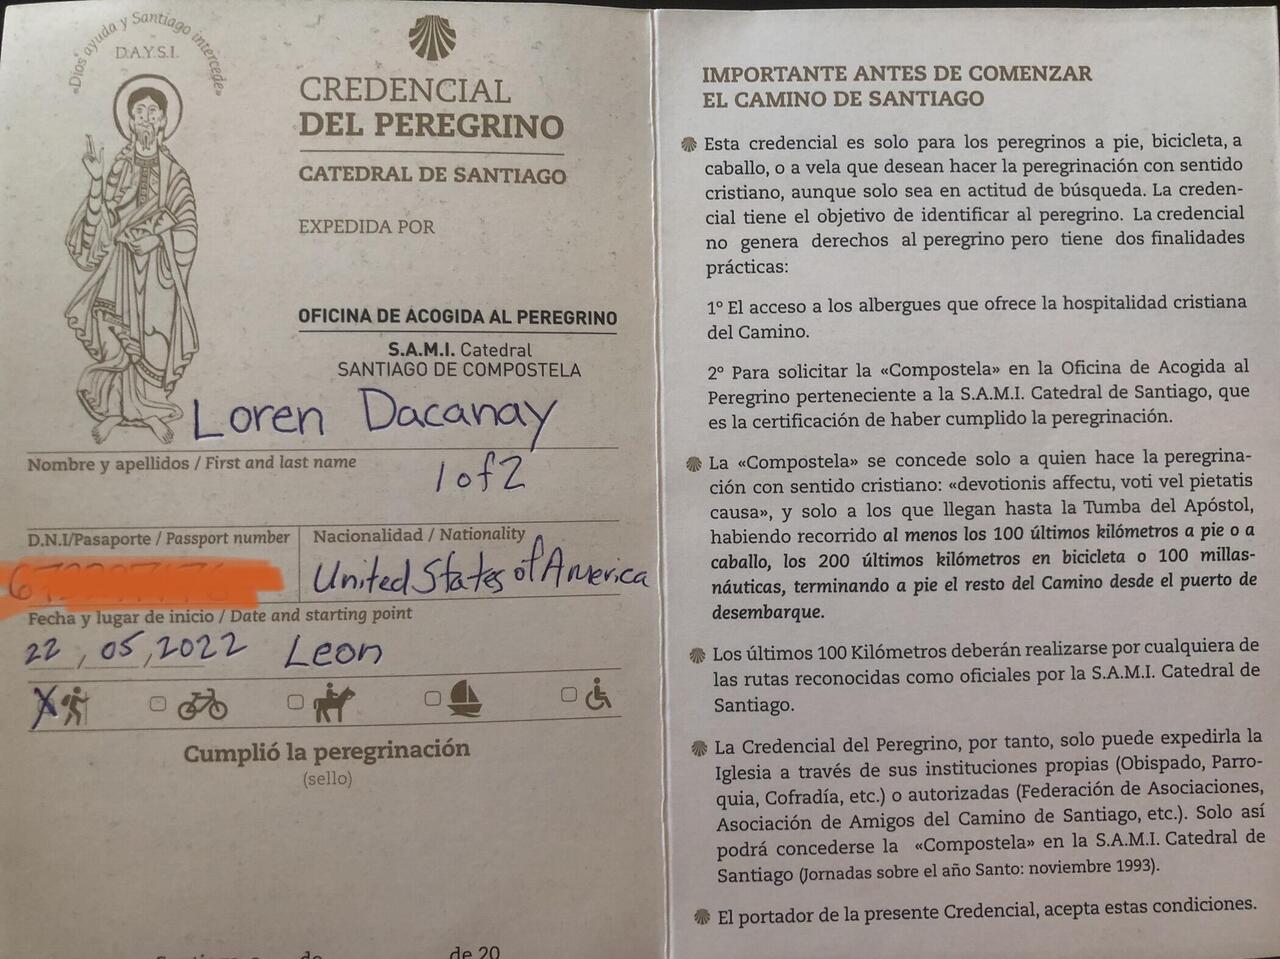 «Dios ayuda y Santiago intercede»
D.A.Y.S.I.
CREDENCIAL
DEL PEREGRINO
CATEDRAL DE SANTIAGO
EXPEDIDA POR
OFICINA DE ACOGIDA AL PEREGRINO
S.A.M.I. Catedral
SANTIAGO DE COMPOSTELA
Loren Dacanay
Nombre y apellidos / First and last name
1 of 2
D.N.I/Pasaporte / Passport number
Nacionalidad / Nationality
United States of America
Fecha y lugar de inicio / Date and starting point
22, 05, 2022 Leon
X
Cumplió la peregrinación
(sello)
de 20
IMPORTANTE ANTES DE COMENZAR
EL CAMINO DE SANTIAGO
Esta credencial es solo para los peregrinos a pie, bicicleta, a
caballo, o a vela que desean hacer la peregrinación con sentido
cristiano, aunque solo sea en actitud de búsqueda. La creden-
cial tiene el objetivo de identificar al peregrino. La credencial
no genera derechos al peregrino pero tiene dos finalidades
prácticas:
1º El acceso a los albergues que ofrece la hospitalidad cristiana
del Camino.
2º Para solicitar la «Compostela» en la Oficina de Acogida al
Peregrino perteneciente a la S.A.M.I. Catedral de Santiago, que
es la certificación de haber cumplido la peregrinación.
La «Compostela» se concede solo a quien hace la peregrina-
ción con sentido cristiano: «devotionis affectu, voti vel pietatis
causa», y solo a los que llegan hasta la Tumba del Apóstol,
habiendo recorrido al menos los 100 últimos kilómetros a pie o a
caballo, los 200 últimos kilómetros en bicicleta o 100 millas-
náuticas, terminando a pie el resto del Camino desde el puerto de
desembarque.
Los últimos 100 Kilómetros deberán realizarse por cualquiera de
las rutas reconocidas como oficiales por la S.A.M.I. Catedral de
Santiago.
La Credencial del Peregrino, por tanto, solo puede expedirla la
Iglesia a través de sus instituciones propias (Obispado, Parro-
quia, Cofradía, etc.) o autorizadas (Federación de Asociaciones,
Asociación de Amigos del Camino de Santiago, etc.). Solo así
podrá concederse la «Compostela» en la S.A.M.I. Catedral de
Santiago (Jornadas sobre el año Santo: noviembre 1993).
El portador de la presente Credencial, acepta estas condiciones.